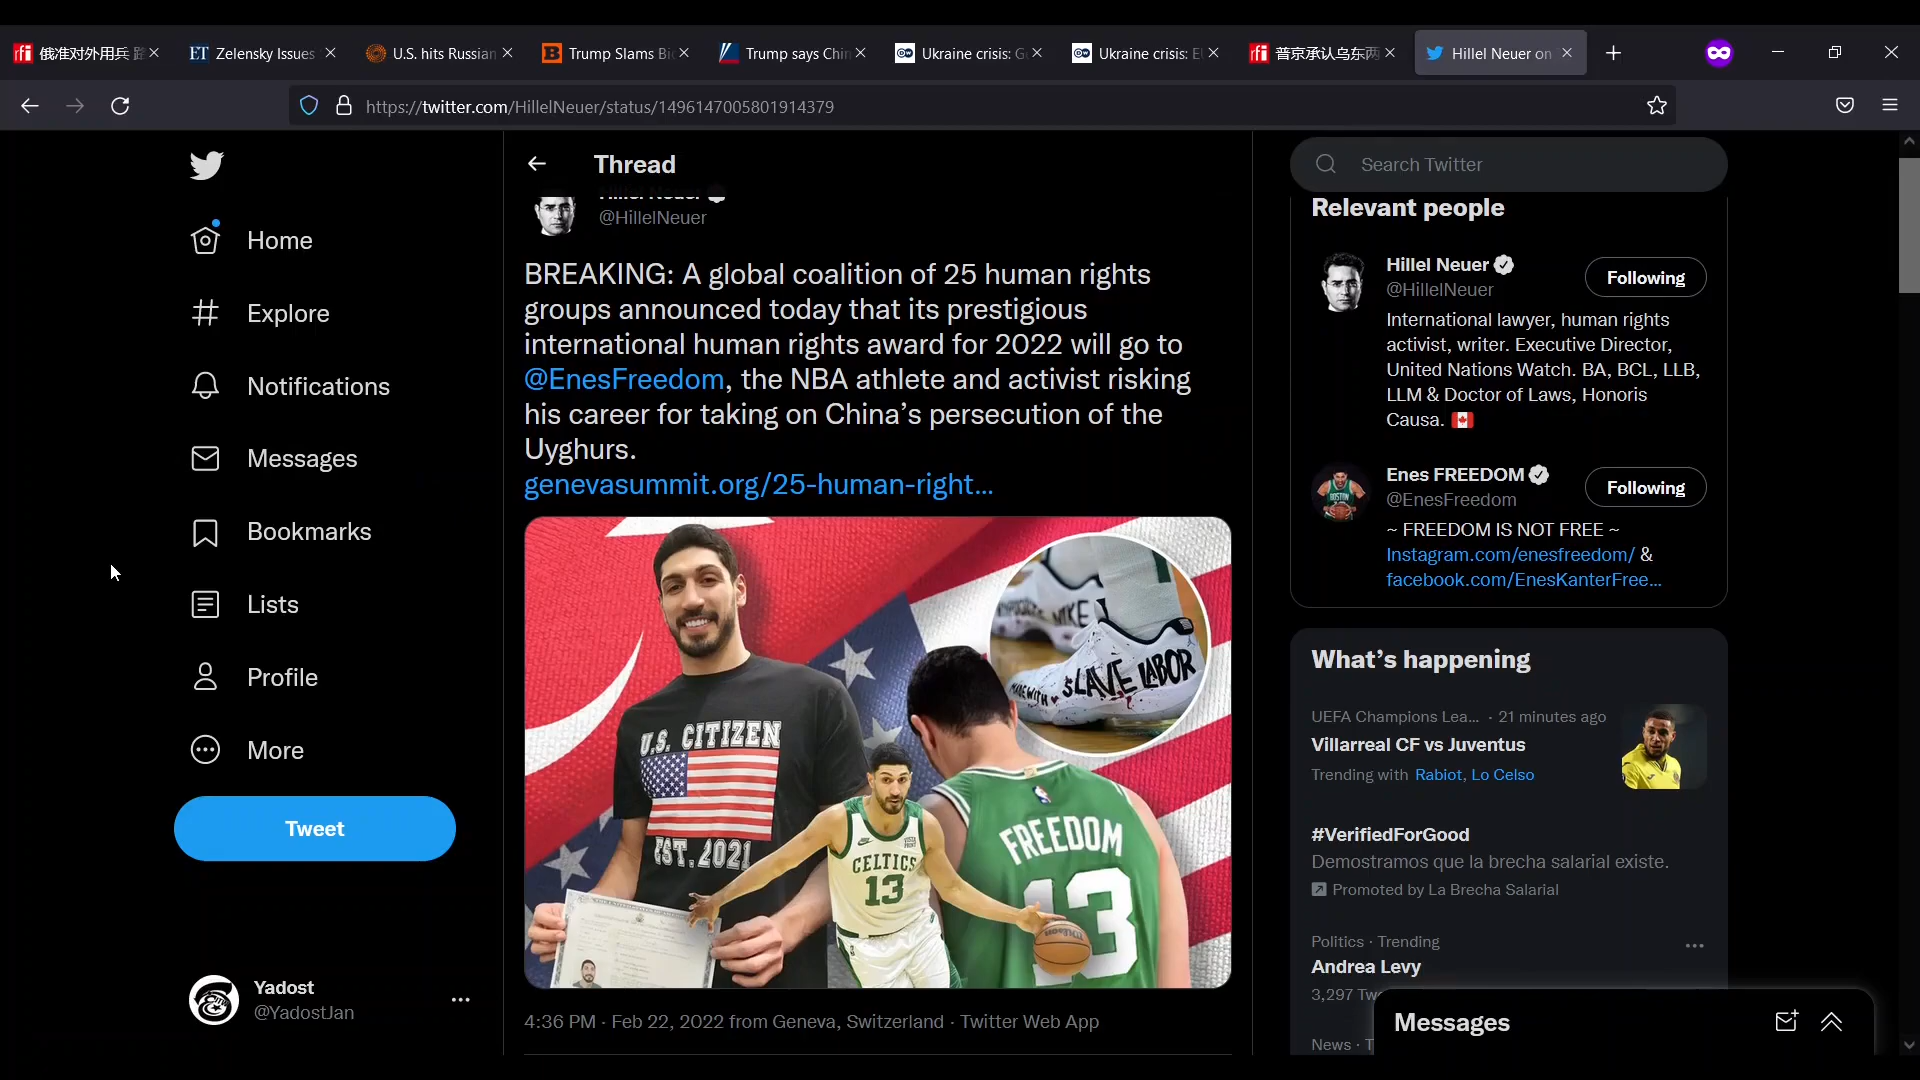 俄准对外用兵
Zelensky Issues
U.S. hits Russian
Trump Slams Bi
Trump says Chin
Ukraine crisis: G
Ukraine crisis: E
普京承认乌东两
Hillel Neuer on
https://twitter.com/HillelNeuer/status/1496147005801914379
Home
Explore
Notifications
Messages
Bookmarks
Lists
Profile
More
Tweet
Yadost
@YadostJan
Thread
Hillel Neuer
@HillelNeuer
BREAKING: A global coalition of 25 human rights
groups announced today that its prestigious
international human rights award for 2022 will go to
@EnesFreedom, the NBA athlete and activist risking
his career for taking on China’s persecution of the
Uyghurs.
genevasummit.org/25-human-right…
NIKE
MADE WITH SLAVE LABOR
U.S. CITIZEN
EST. 2021
CELTICS
13
FREEDOM
13
Wilson
4:36 PM · Feb 22, 2022 from Geneva, Switzerland · Twitter Web App
Search Twitter
Relevant people
Hillel Neuer
@HillelNeuer
Following
International lawyer, human rights
activist, writer. Executive Director,
United Nations Watch. BA, BCL, LLB,
LLM & Doctor of Laws, Honoris
Causa.
Enes FREEDOM
@EnesFreedom
Following
~ FREEDOM IS NOT FREE ~
Instagram.com/enesfreedom/ &
facebook.com/EnesKanterFree…
What’s happening
UEFA Champions Lea… · 21 minutes ago
Villarreal CF vs Juventus
Trending with Rabiot, Lo Celso
#VerifiedForGood
Demostramos que la brecha salarial existe.
Promoted by La Brecha Salarial
Politics · Trending
Andrea Levy
3,297 Tw
News · T
Messages